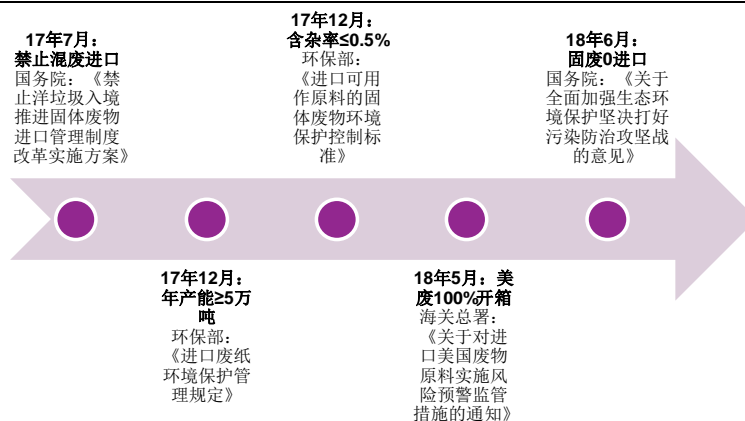 17年7月：
禁止混废进口
国务院：《禁
止洋垃圾入境
推进固体废物
进口管理制度
改革实施方案》
17年12月：
年产能≥5万
吨
环保部：
《进口废纸
环境保护管
理规定》
17年12月：
含杂率≤0.5%
环保部：
《进口可用
作原料的固
体废物环境
保护控制标
准》
18年5月：美
废100%开箱
海关总署：
《关于对进
口美国废物
原料实施风
险预警监管
措施的通知》
18年6月：
固废0进口
国务院：《关于
全面加强生态环
境保护坚决打好
污染防治攻坚战
的意见》